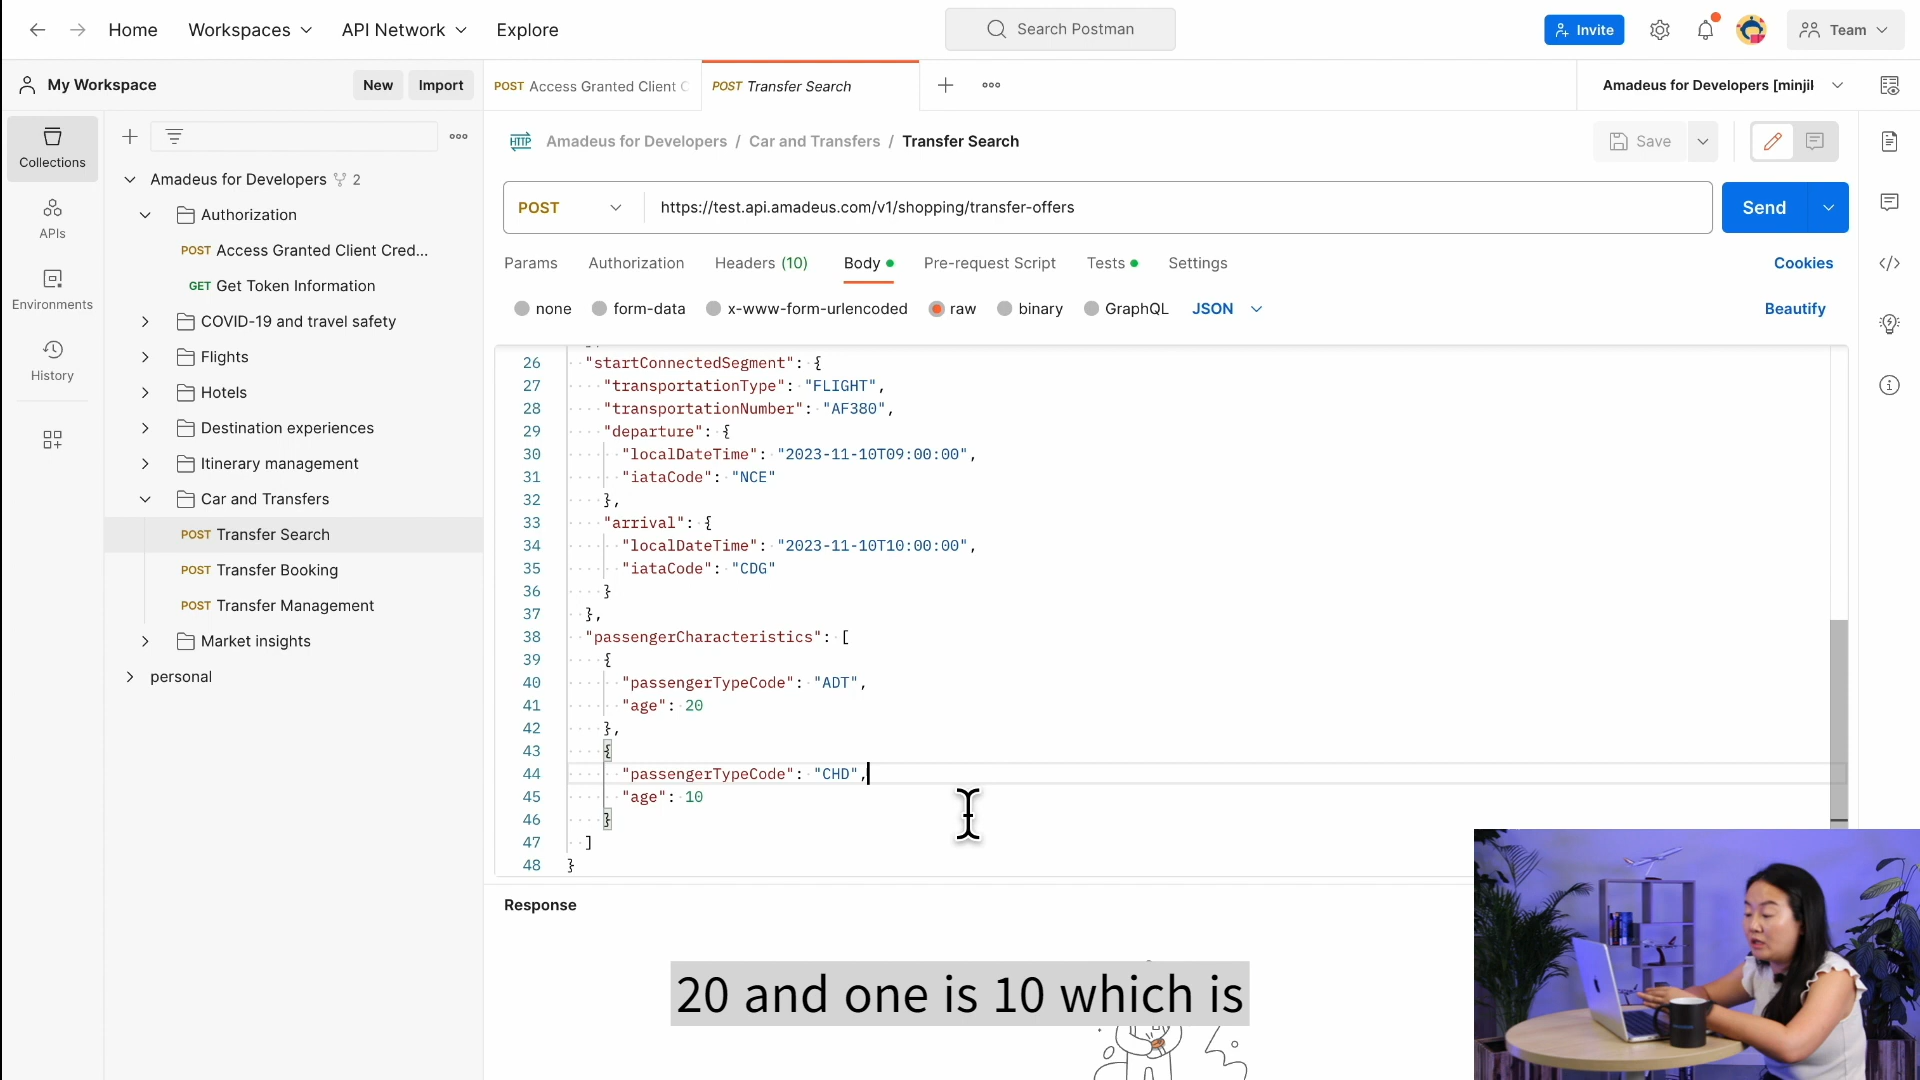 Home
Workspaces
API Network
Explore
Search Postman
Invite
Team
My Workspace
New
Import
POST Access Granted Client C
POST Transfer Search
Amadeus for Developers [minjil
Collections
APIs
Environments
History
Amadeus for Developers 2
Authorization
POST Access Granted Client Cred...
GET Get Token Information
COVID-19 and travel safety
Flights
Hotels
Destination experiences
Itinerary management
Car and Transfers
POST Transfer Search
POST Transfer Booking
POST Transfer Management
Market insights
personal
HTTP Amadeus for Developers / Car and Transfers / Transfer Search
Save
POST
https://test.api.amadeus.com/v1/shopping/transfer-offers
Send
Params
Authorization
Headers (10)
Body
Pre-request Script
Tests
Settings
Cookies
none
form-data
x-www-form-urlencoded
raw
binary
GraphQL
JSON
Beautify
26 "startConnectedSegment": {
27 "transportationType": "FLIGHT",
28 "transportationNumber": "AF380",
29 "departure": {
30 "localDateTime": "2023-11-10T09:00:00",
31 "iataCode": "NCE"
32 },
33 "arrival": {
34 "localDateTime": "2023-11-10T10:00:00",
35 "iataCode": "CDG"
36 }
37 },
38 "passengerCharacteristics": [
39 {
40 "passengerTypeCode": "ADT",
41 "age": 20
42 },
43 {
44 "passengerTypeCode": "CHD",
45 "age": 10
46 }
47 ]
48 }
Response
20 and one is 10 which is